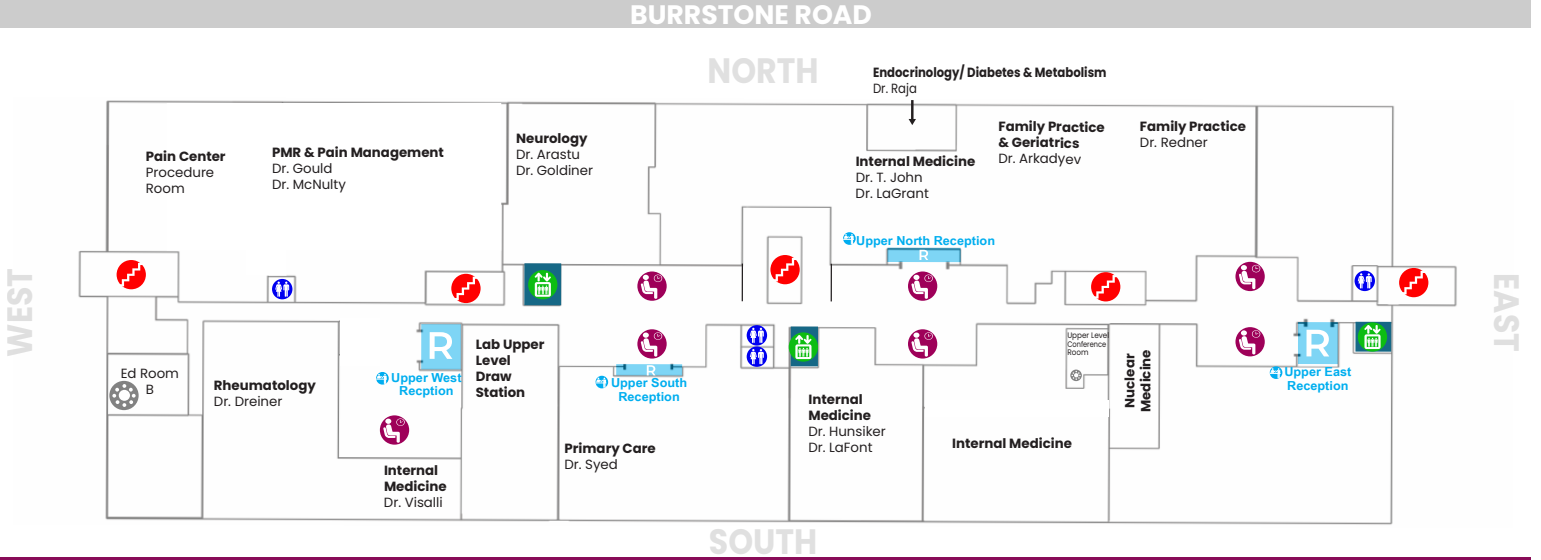 BURRSTONE ROAD
NORTH
Endocrinology/ Diabetes & Metabolism
Dr. Raja
Pain Center
Procedure
Room
PMR & Pain Management
Dr. Gould
Dr. McNulty
Neurology
Dr. Arastu
Dr. Goldiner
Internal Medicine
Dr. T. John
Dr. LaGrant
Family Practice
& Geriatrics
Dr. Arkadyev
Family Practice
Dr. Redner
Upper North Reception
R
WEST
EAST
Ed Room
B
Rheumatology
Dr. Dreiner
R
Upper West
Recption
Internal
Medicine
Dr. Visalli
Lab Upper
Level
Draw
Station
R
Upper South
Reception
Primary Care
Dr. Syed
Internal
Medicine
Dr. Hunsiker
Dr. LaFont
Internal Medicine
Upper Level
Conference
Room
Nuclear
Medicine
R
Upper East
Reception
SOUTH